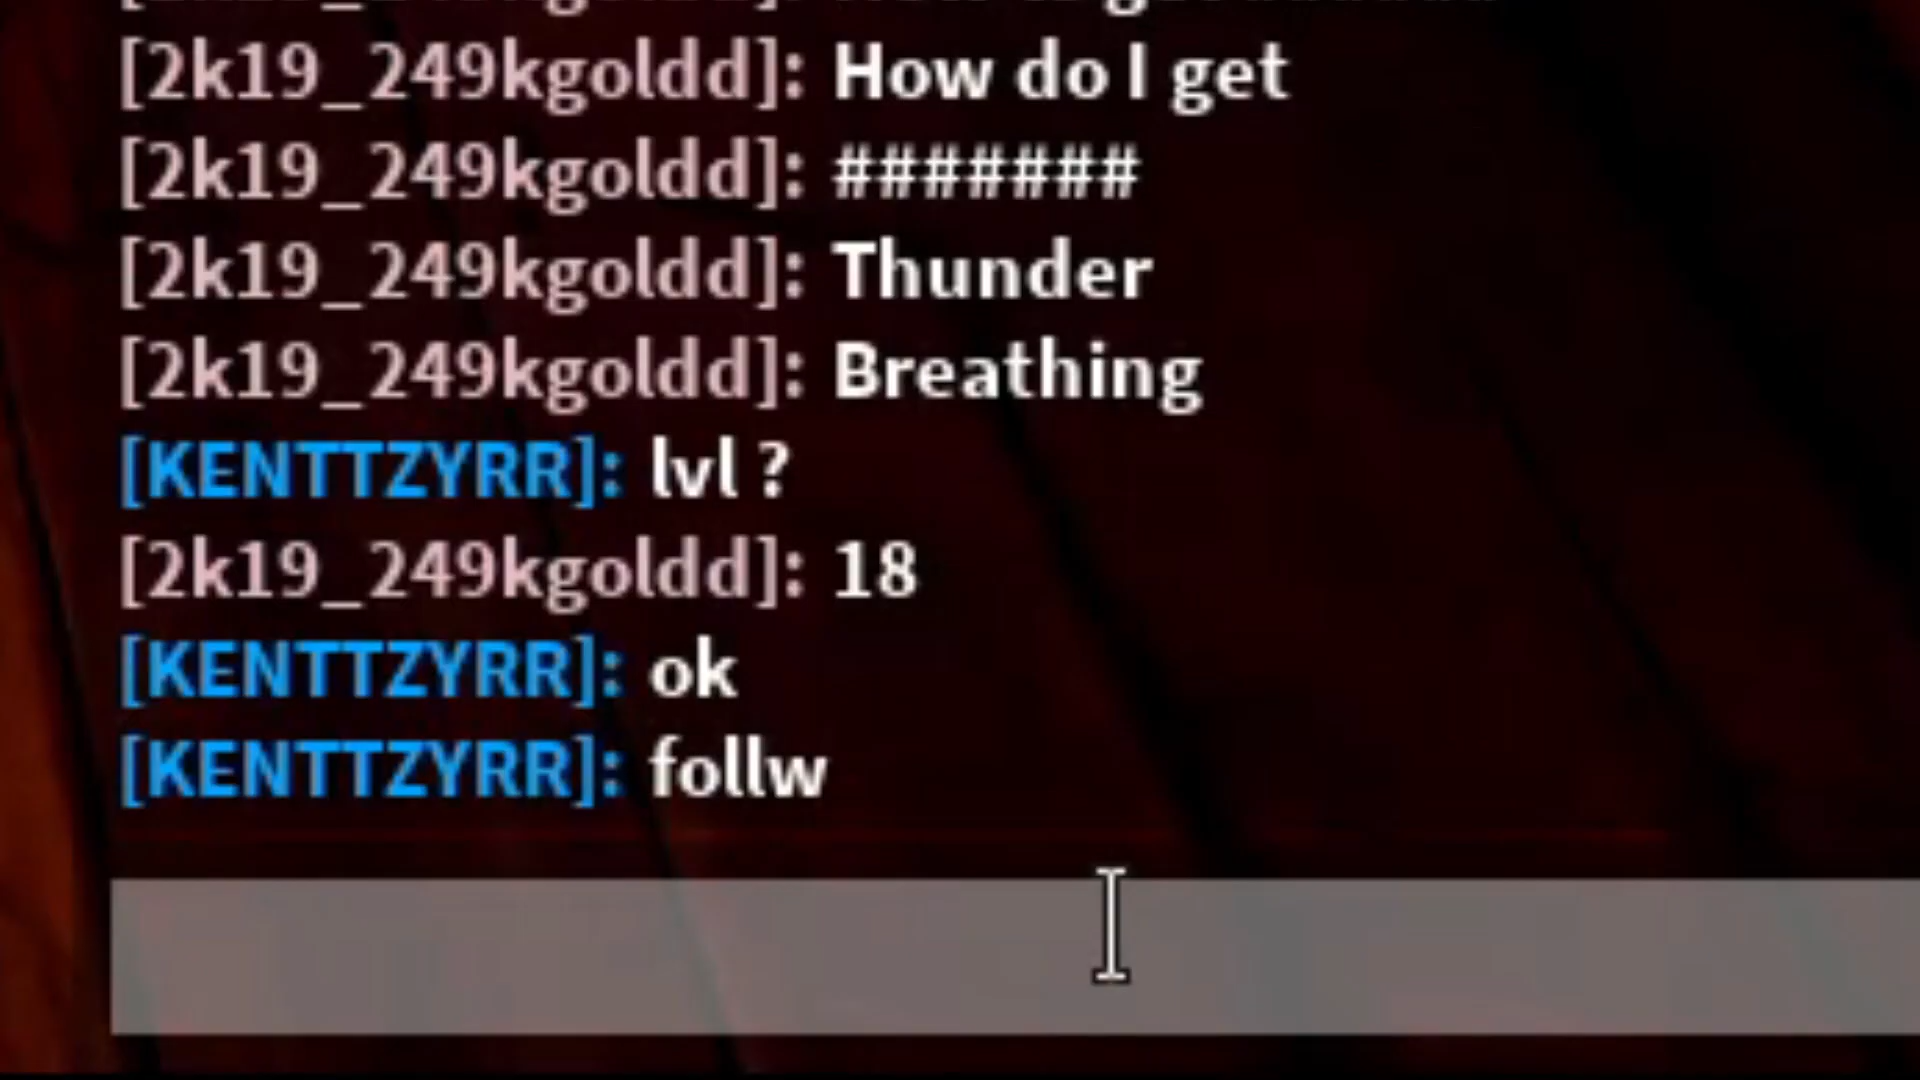 [2k19_249kgoldd]: How do I get
[2k19_249kgoldd]: #######
[2k19_249kgoldd]: Thunder
[2k19_249kgoldd]: Breathing
[KENTTZYRR]: lvl ?
[2k19_249kgoldd]: 18
[KENTTZYRR]: ok
[KENTTZYRR]: follw